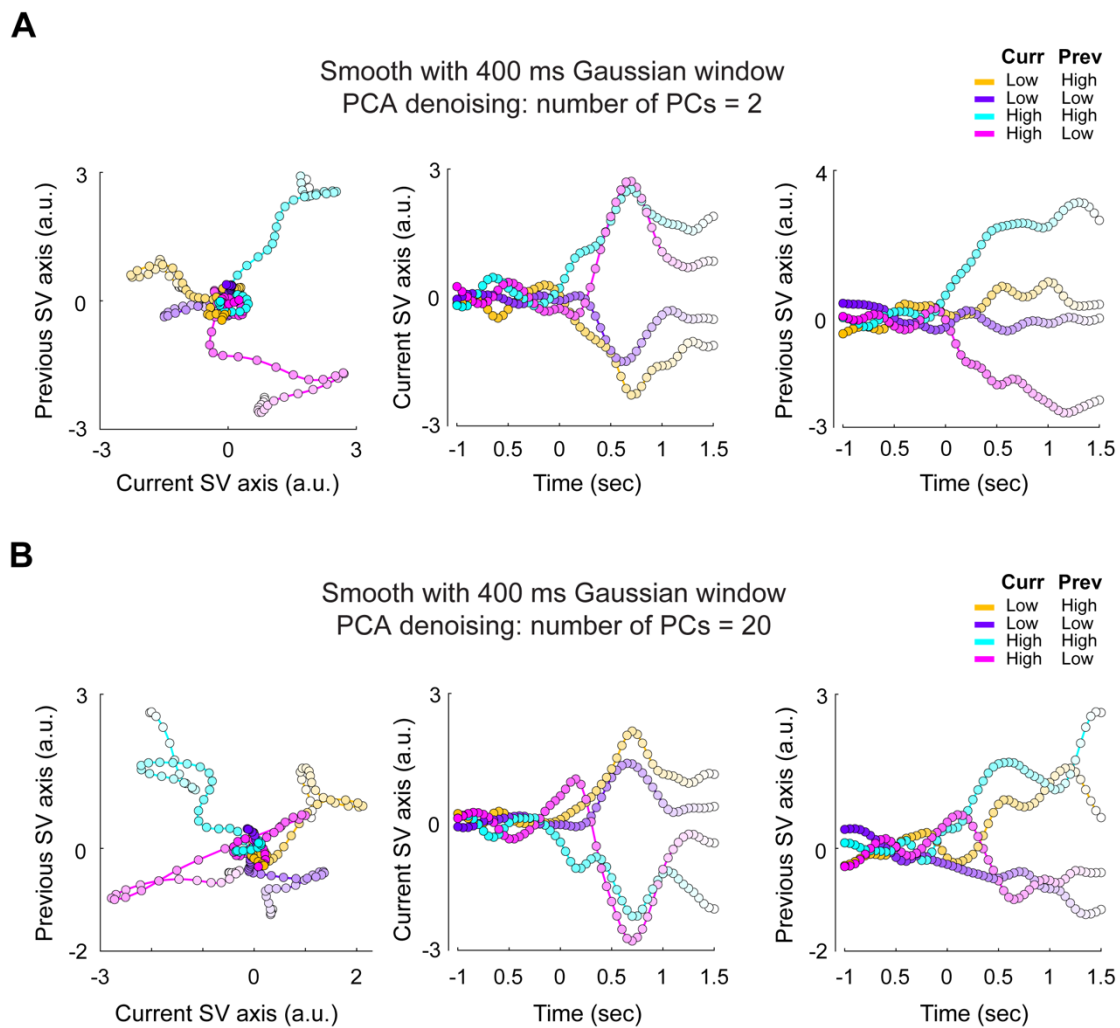 A
Smooth with 400 ms Gaussian window
PCA denoising: number of PCs = 2
Curr Prev
Low High
Low Low
High High
High Low
Previous SV axis (a.u.)
3
0
-3
-3 0 3
Current SV axis (a.u.)
Current SV axis (a.u.)
3
0
-3
-1 0.5 0 0.5 1 1.5
Time (sec)
Previous SV axis (a.u.)
4
0
-3
-1 0.5 0 0.5 1 1.5
Time (sec)
B
Smooth with 400 ms Gaussian window
PCA denoising: number of PCs = 20
Curr Prev
Low High
Low Low
High High
High Low
Previous SV axis (a.u.)
3
0
-2
-3 0 2
Current SV axis (a.u.)
Current SV axis (a.u.)
3
0
-3
-1 0.5 0 0.5 1 1.5
Time (sec)
Previous SV axis (a.u.)
3
0
-2
-1 0.5 0 0.5 1 1.5
Time (sec)